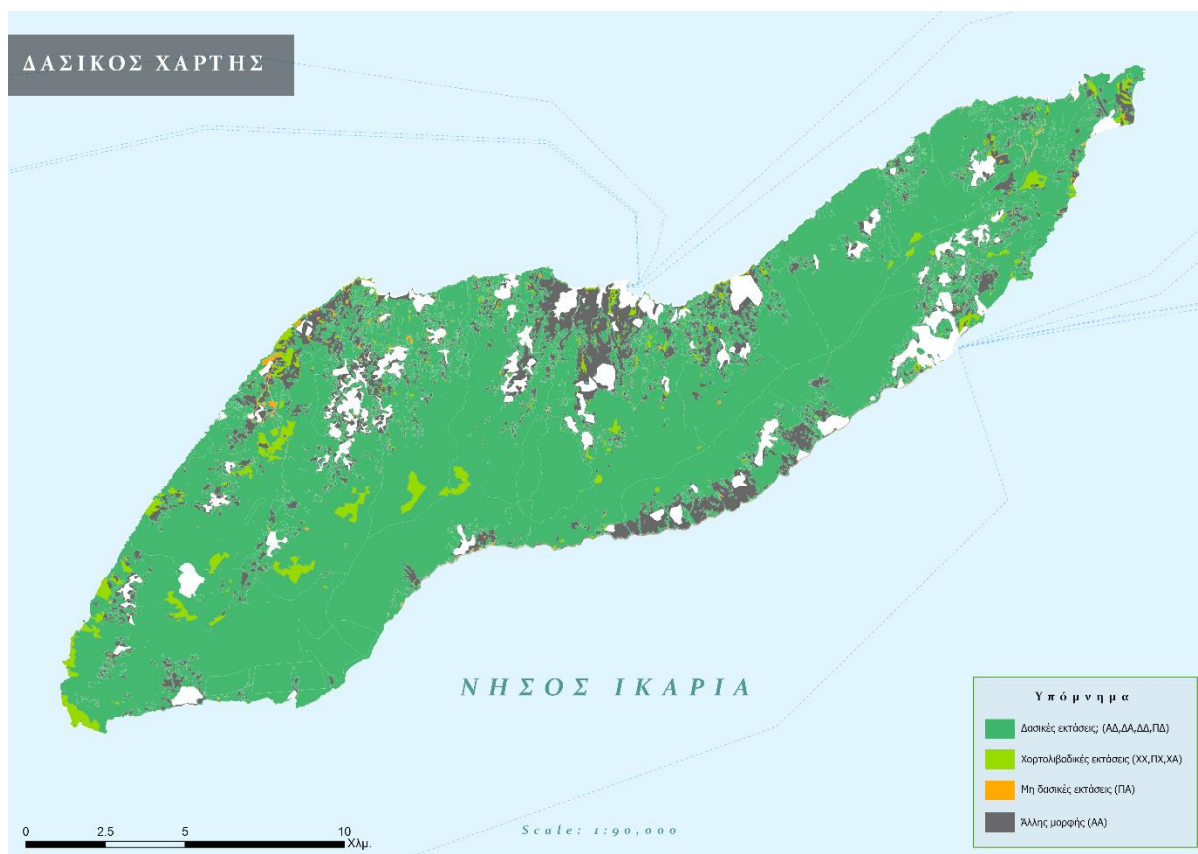 ΔΑΣΙΚΟΣ ΧΑΡΤΗΣ
ΝΗΣΟΣ ΙΚΑΡΙΑ
Υπόμνημα
Δασικές εκτάσεις; (ΑΔ,ΔΑ,ΔΔ,ΠΔ)
Χορτολιβαδικές εκτάσεις (ΧΧ,ΠΧ,ΧΑ)
Μη δασικές εκτάσεις (ΠΑ)
Άλλης μορφής (ΑΑ)
0 2.5 5 10
Χλμ.
Scale: 1:90,000